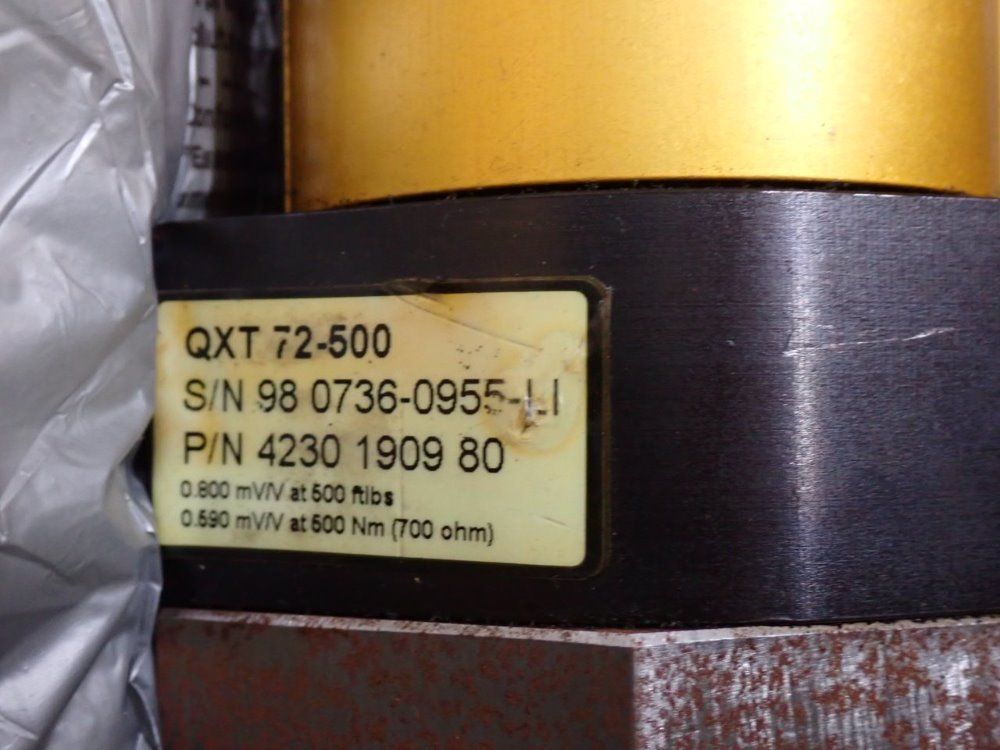 QXT 72-500
S/N 98 0736-0955-LI
P/N 4230 1909 80
0.800 mV/V at 500 ftlbs
0.590 mV/V at 500 Nm (700 ohm)